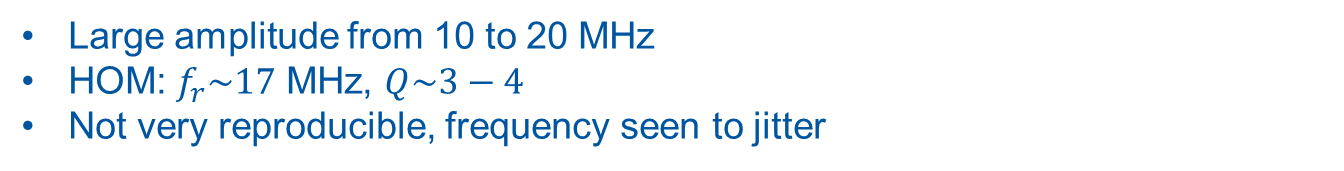 • Large amplitude from 10 to 20 MHz
• HOM: 𝑓𝑟~17 MHz, 𝑄~3 − 4
• Not very reproducible, frequency seen to jitter